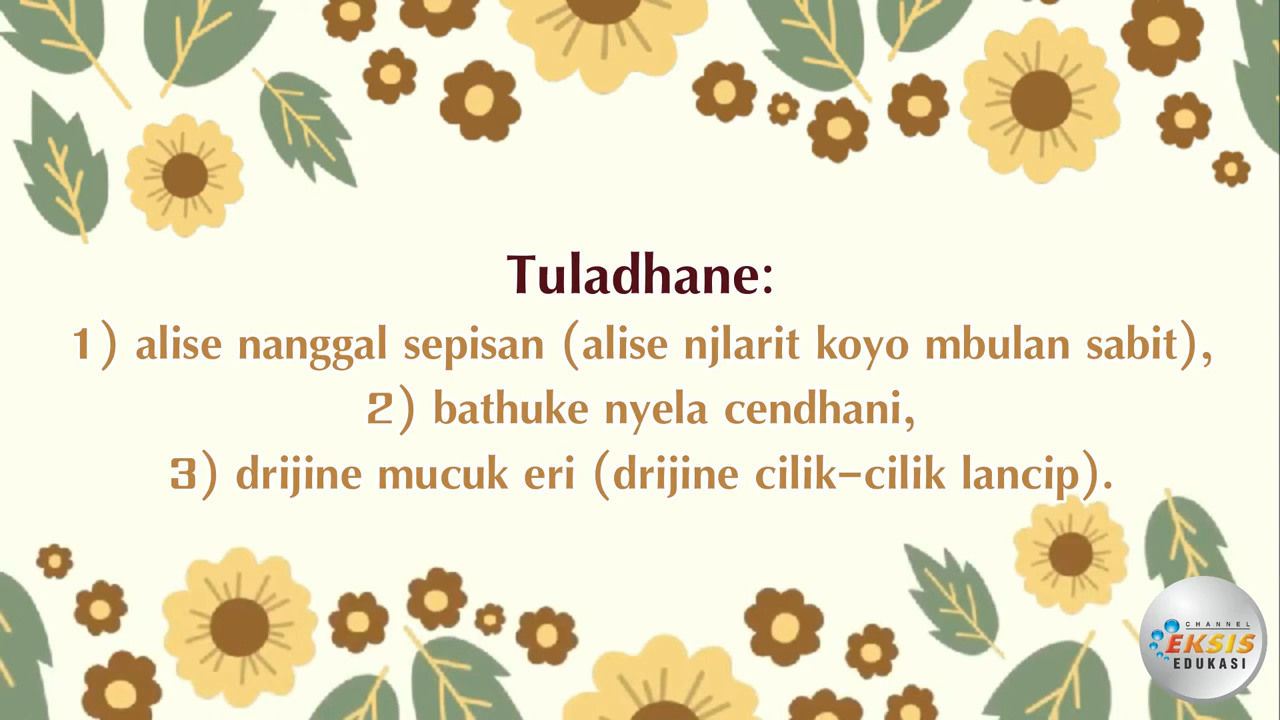 Tuladhane:
1) alise nanggal sepisan (alise njlarit koyo mbulan sabit),
2) bathuke nyela cendhani,
3) drijine mucuk eri (drijine cilik-cilik lancip).
CHANNEL
EKSIS
EDUKASI